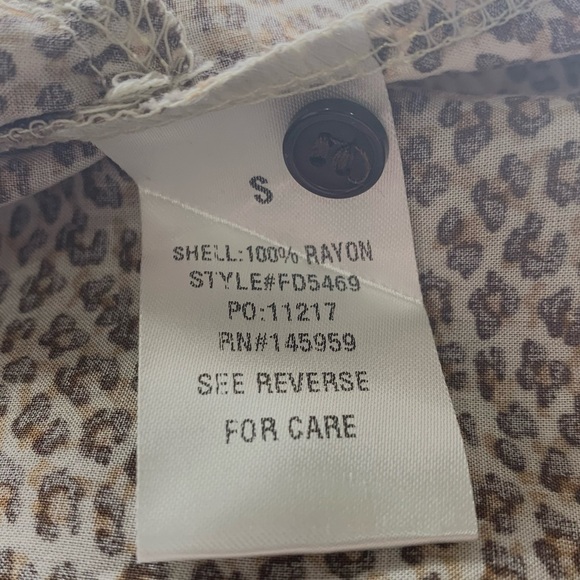 S
SHELL:100% RAYON
STYLE#FD5469
PO:11217
RN#145959
SEE REVERSE
FOR CARE